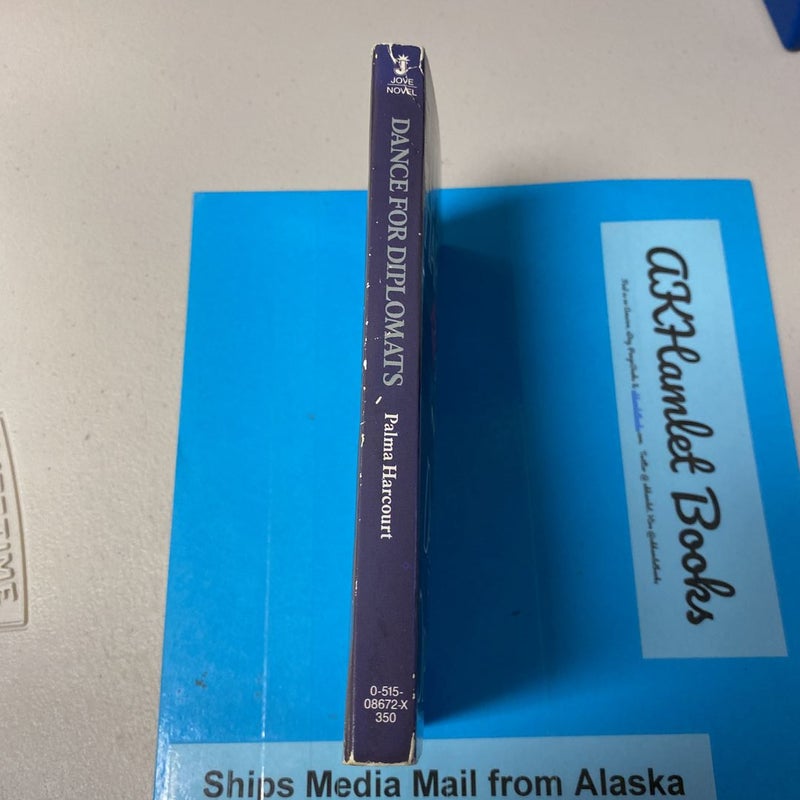 JOVE
NOVEL
DANCE FOR DIPLOMATS
Palma Harcourt
0-515-
08672-X
350
AKHamlet Books
Ships Media Mail from Alaska